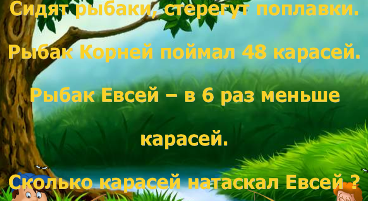 Сидят рыбаки, стерегут поплавки.
Рыбак Корней поймал 48 карасей.
Рыбак Евсей – в 6 раз меньше
карасей.
Сколько карасей натаскал Евсей ?